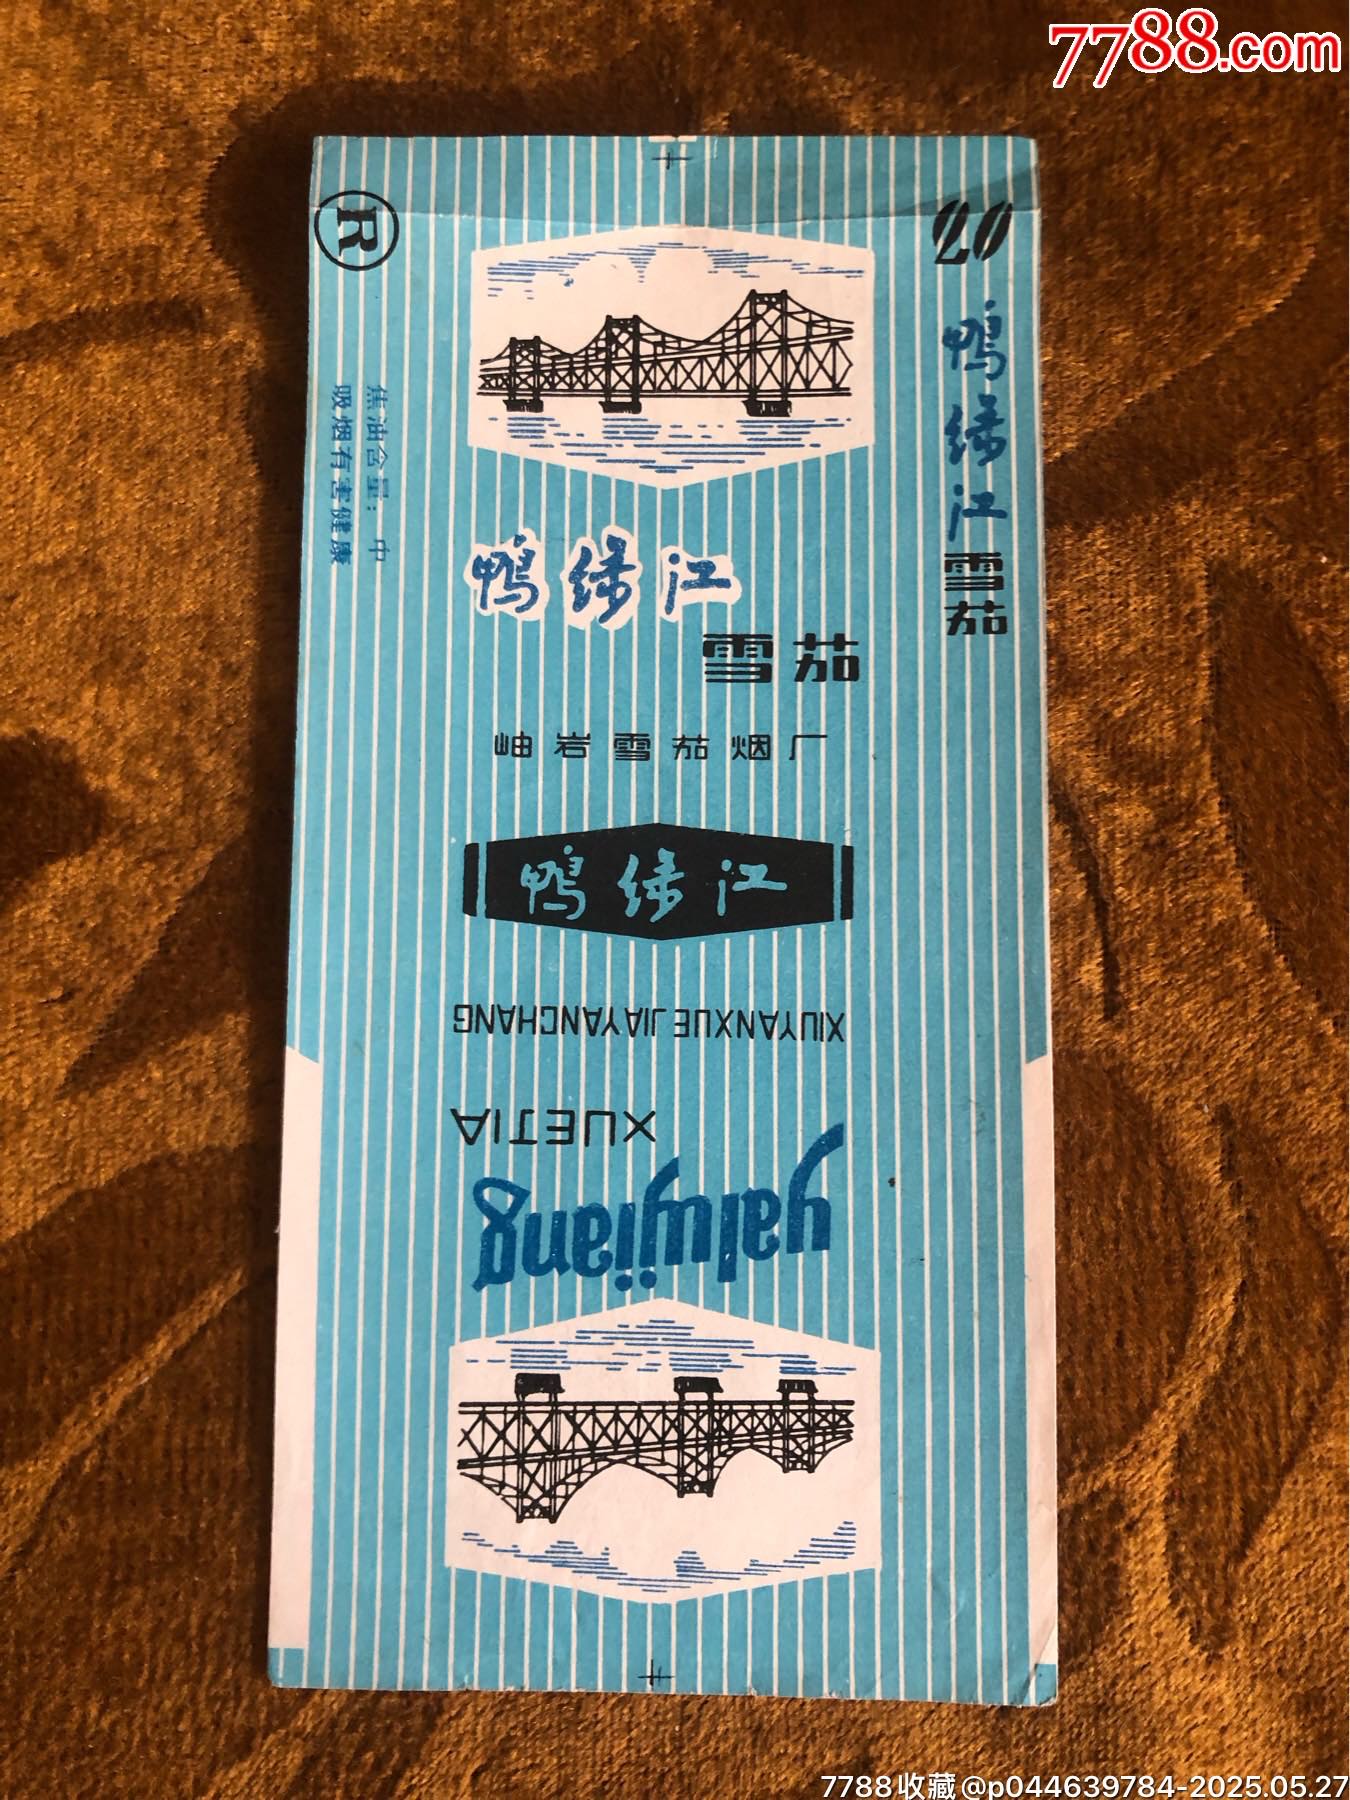 7788.com
R
20
鸭绿江
雪茄
焦油含量：中
吸烟有害健康
鸭绿江
雪茄
岫岩雪茄烟厂
鸭绿江
XIUYANXUE JIAYANCHANG
XUEJIA
yalujiang
7788收藏@p044639784-2025.05.27